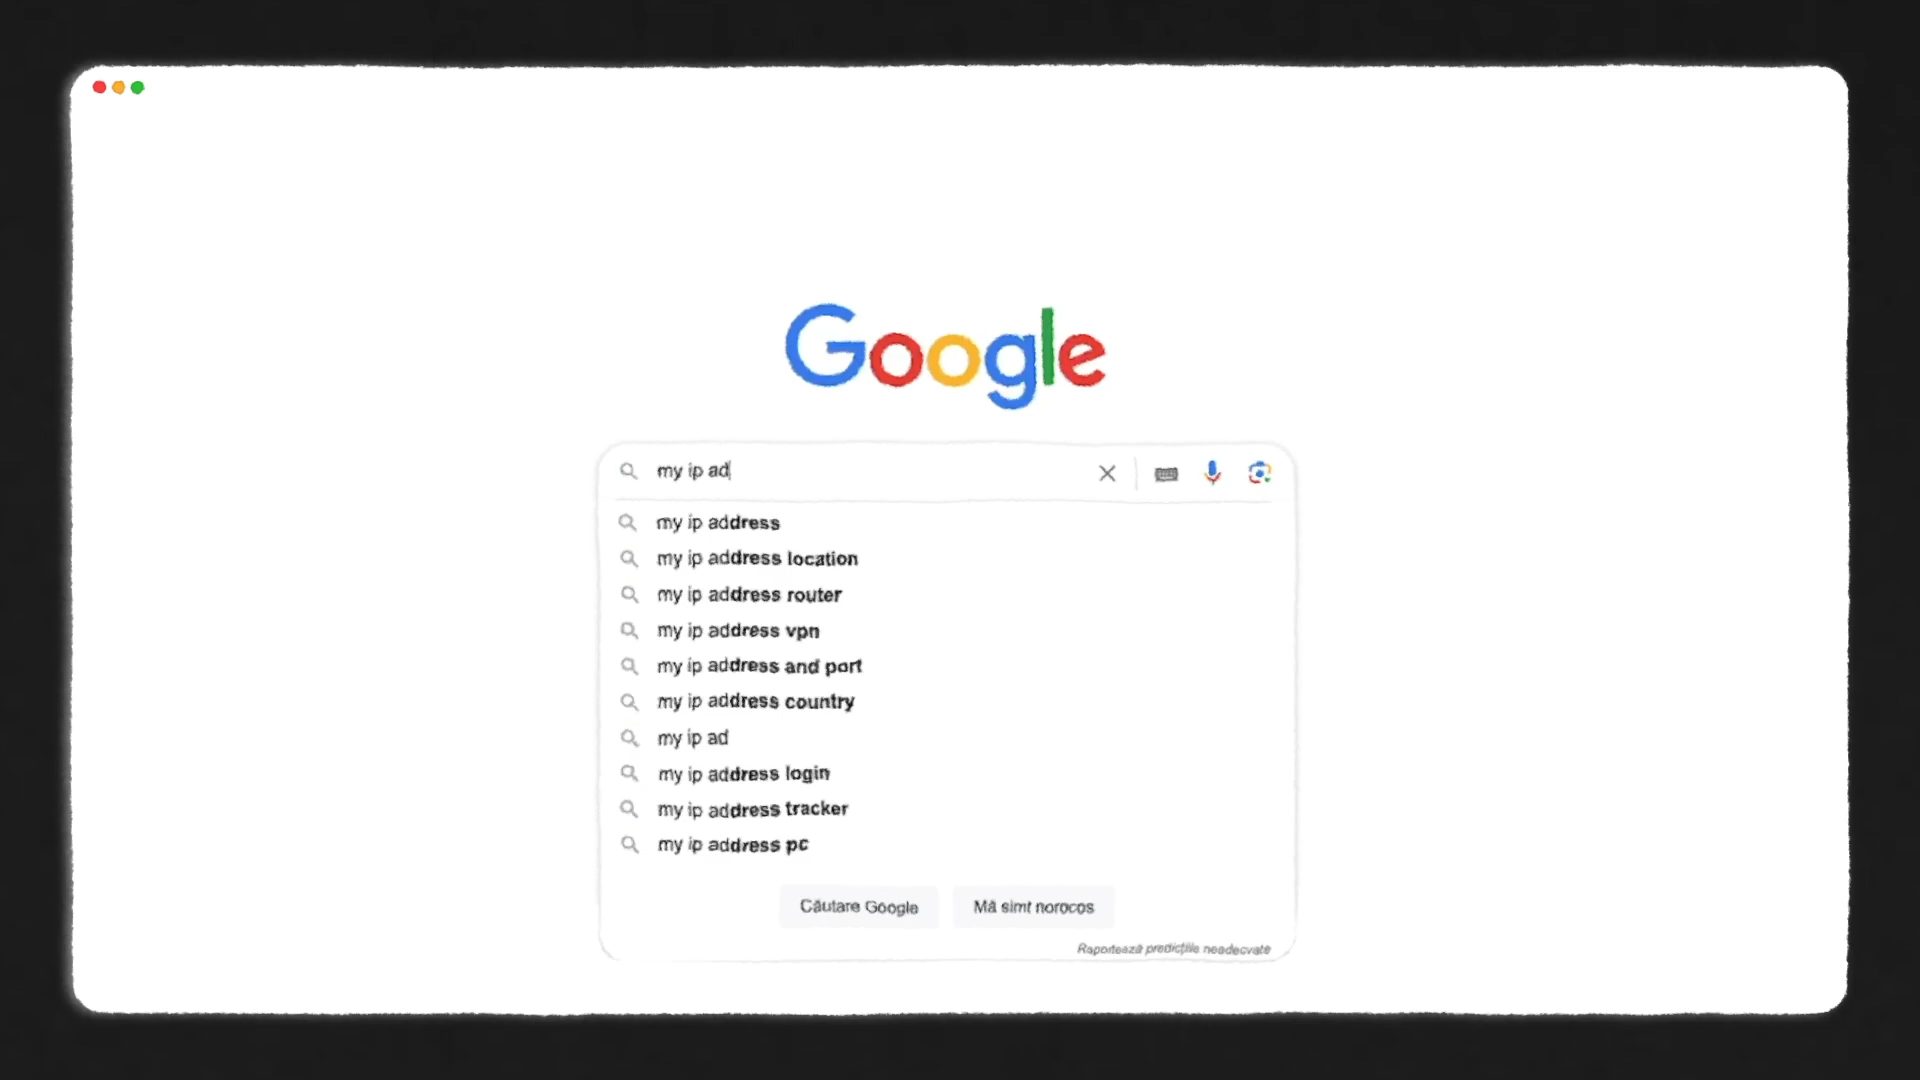 Google
my ip ad
my ip address
my ip address location
my ip address router
my ip address vpn
my ip address and port
my ip address country
my ip ad
my ip address login
my ip address tracker
my ip address pc
Căutare Google
Mă simt norocos
Raportează predicțiile neadecvate